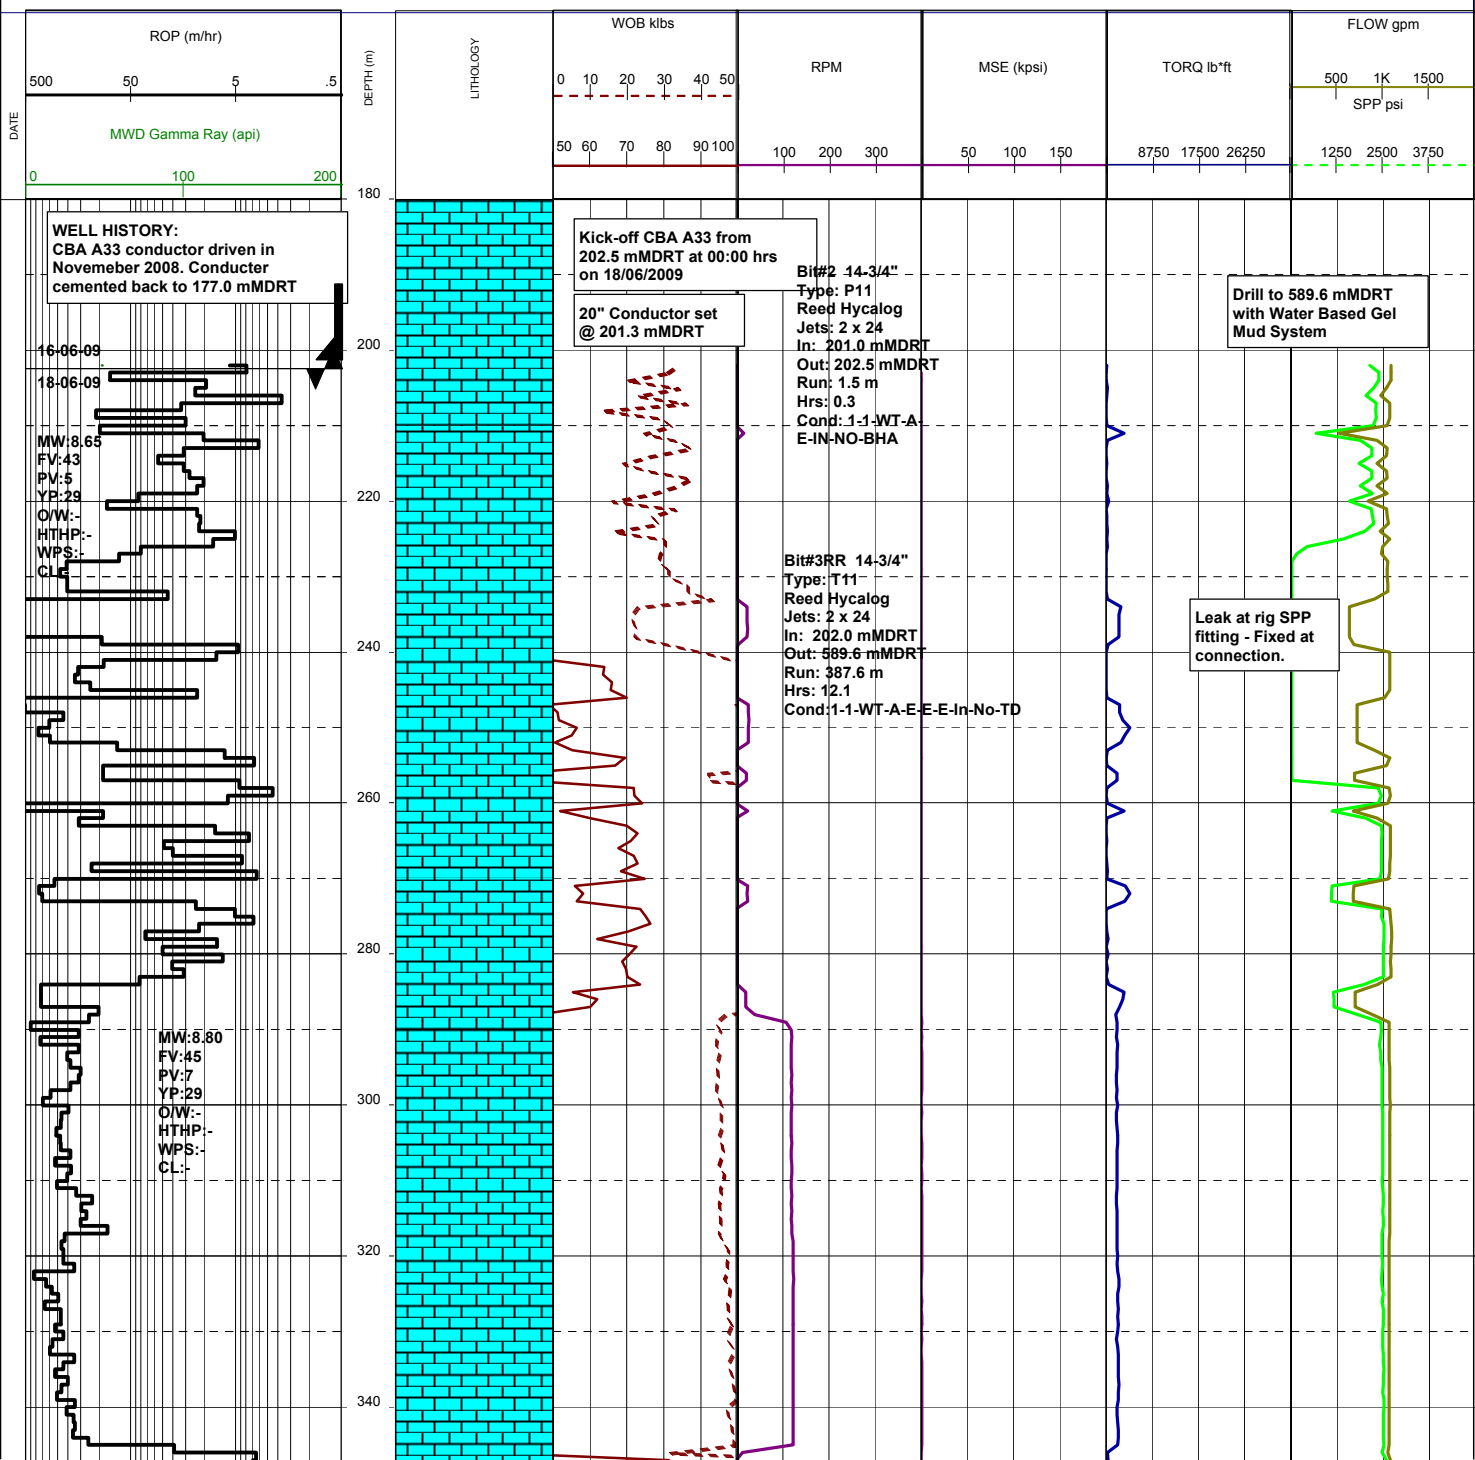 ROP (m/hr)
500 50 5 .5
MWD Gamma Ray (api)
0 100 200
DATE
DEPTH (m)
LITHOLOGY
WOB klbs
0 10 20 30 40 50
50 60 70 80 90 100
RPM
100 200 300
MSE (kpsi)
50 100 150
TORQ lb*ft
8750 17500 26250
FLOW gpm
500 1K 1500
SPP psi
1250 2500 3750
180
200
220
240
260
280
300
320
340
WELL HISTORY:
CBA A33 conductor driven in
Novemeber 2008. Conducter
cemented back to 177.0 mMDRT
16-06-09
18-06-09
MW:8.65
FV:43
PV:5
YP:29
O/W:-
HTHP:-
WPS:-
CL:-
MW:8.80
FV:45
PV:7
YP:29
O/W:-
HTHP:-
WPS:-
CL:-
Kick-off CBA A33 from
202.5 mMDRT at 00:00 hrs
on 18/06/2009
20" Conductor set
@ 201.3 mMDRT
Bit#2 14-3/4"
Type: P11
Reed Hycalog
Jets: 2 x 24
In: 201.0 mMDRT
Out: 202.5 mMDRT
Run: 1.5 m
Hrs: 0.3
Cond: 1-1-WT-A-
E-IN-NO-BHA
Bit#3RR 14-3/4"
Type: T11
Reed Hycalog
Jets: 2 x 24
In: 202.0 mMDRT
Out: 589.6 mMDRT
Run: 387.6 m
Hrs: 12.1
Cond:1-1-WT-A-E-E-E-In-No-TD
Drill to 589.6 mMDRT
with Water Based Gel
Mud System
Leak at rig SPP
fitting - Fixed at
connection.